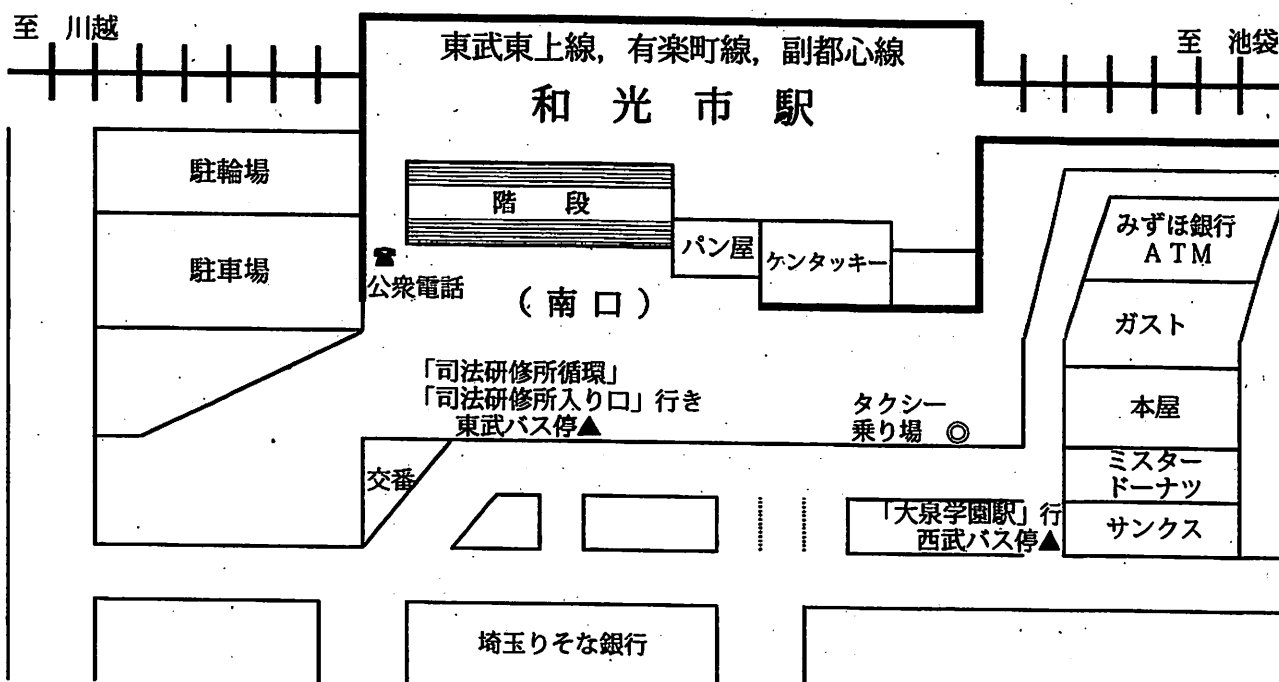 至 川越
至 池袋
東武東上線，有楽町線，副都心線
和光市駅
駐輪場
階 段
パン屋
ケンタッキー
みずほ銀行
ATM
駐車場
公衆電話
（南口）
ガスト
「司法研修所循環」
「司法研修所入り口」行き
東武バス停▲
タクシー
乗り場 ◎
本屋
交番
ミスター
ドーナツ
「大泉学園駅」行
西武バス停▲
サンクス
埼玉りそな銀行